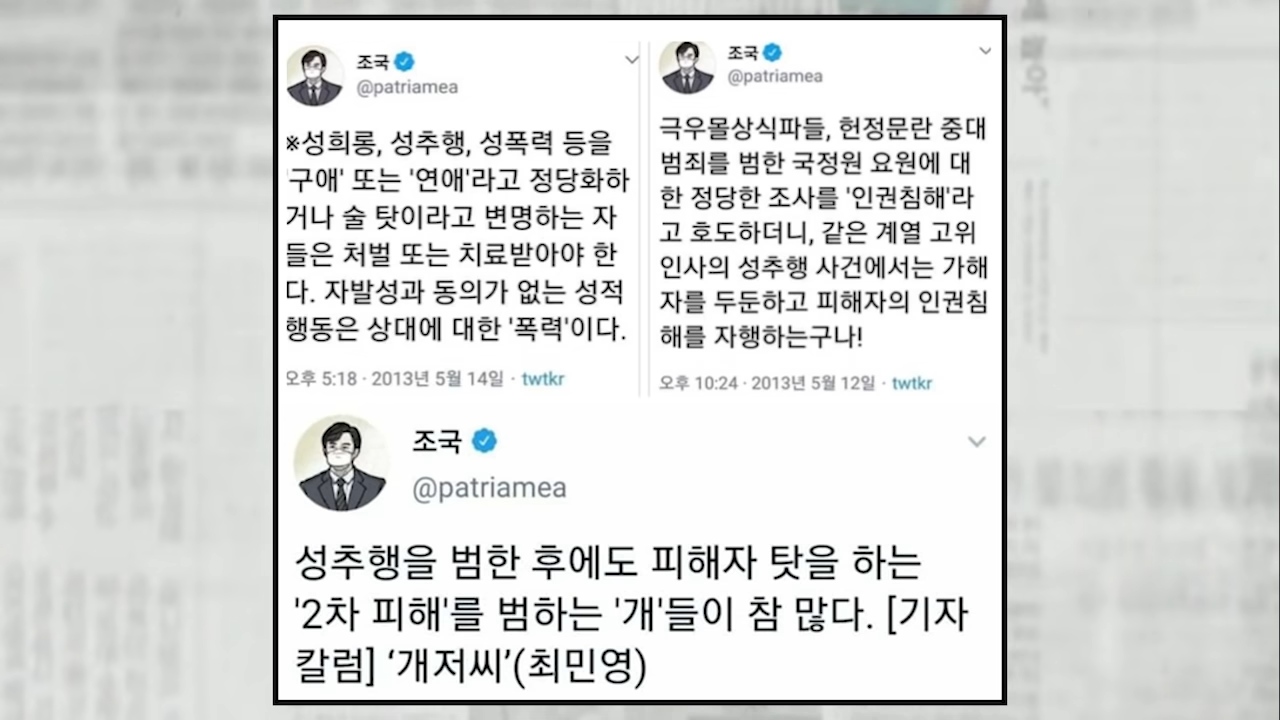 조국
@patriamea
※성희롱, 성추행, 성폭력 등을
'구애' 또는 '연애'라고 정당화하
거나 술 탓이라고 변명하는 자
들은 처벌 또는 치료받아야 한
다. 자발성과 동의가 없는 성적
행동은 상대에 대한 '폭력'이다.
오후 5:18 · 2013년 5월 14일 · twtkr
조국
@patriamea
극우몰상식파들, 헌정문란 중대
범죄를 범한 국정원 요원에 대
한 정당한 조사를 '인권침해'라
고 호도하더니, 같은 계열 고위
인사의 성추행 사건에서는 가해
자를 두둔하고 피해자의 인권침
해를 자행하는구나!
오후 10:24 · 2013년 5월 12일 · twtkr
조국
@patriamea
성추행을 범한 후에도 피해자 탓을 하는
'2차 피해'를 범하는 '개'들이 참 많다. [기자
칼럼] ‘개저씨’(최민영)